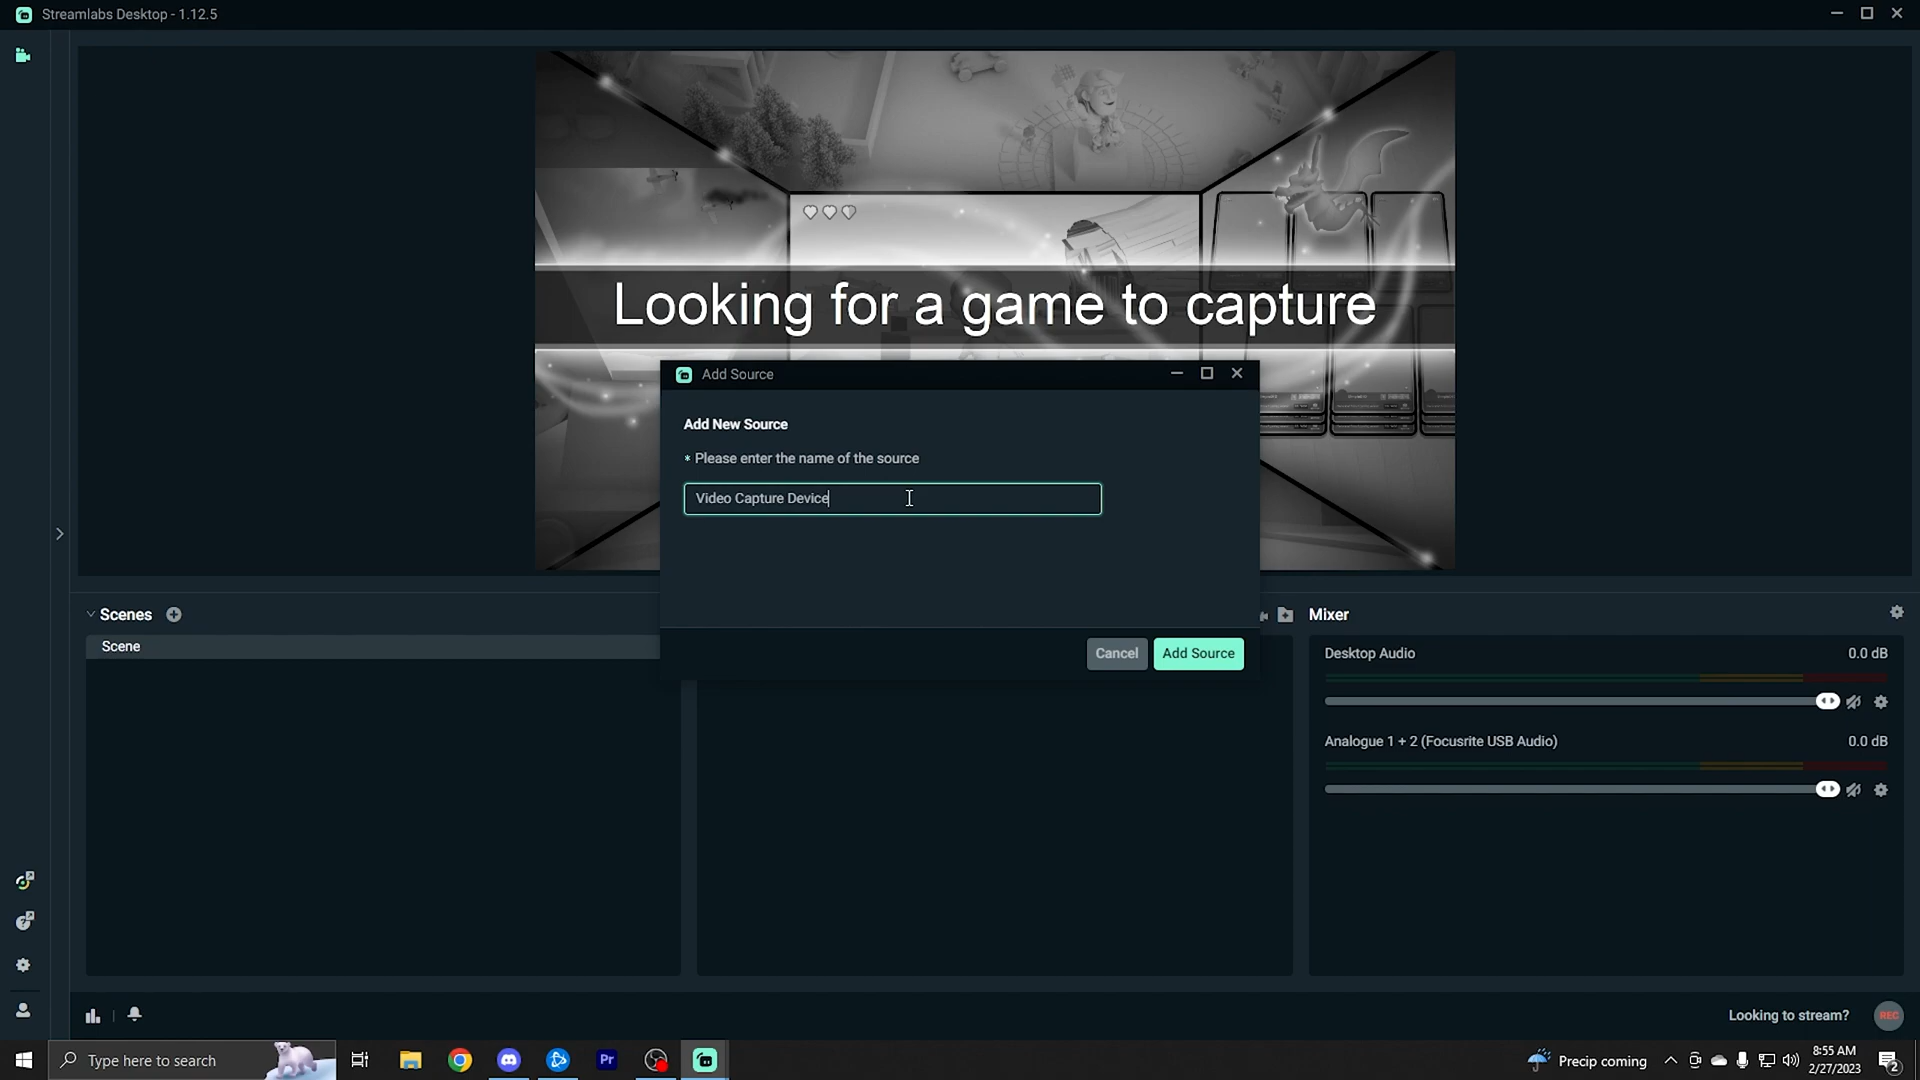 Streamlabs Desktop - 1.12.5
Looking for a game to capture
Add Source
Add New Source
* Please enter the name of the source
Video Capture Device
Cancel
Add Source
Scenes
Scene
Mixer
Desktop Audio
0.0 dB
Analogue 1 + 2 (Focusrite USB Audio)
0.0 dB
Looking to stream?
REC
Type here to search
Pr
Precip coming
8:55 AM
2/27/2023
2